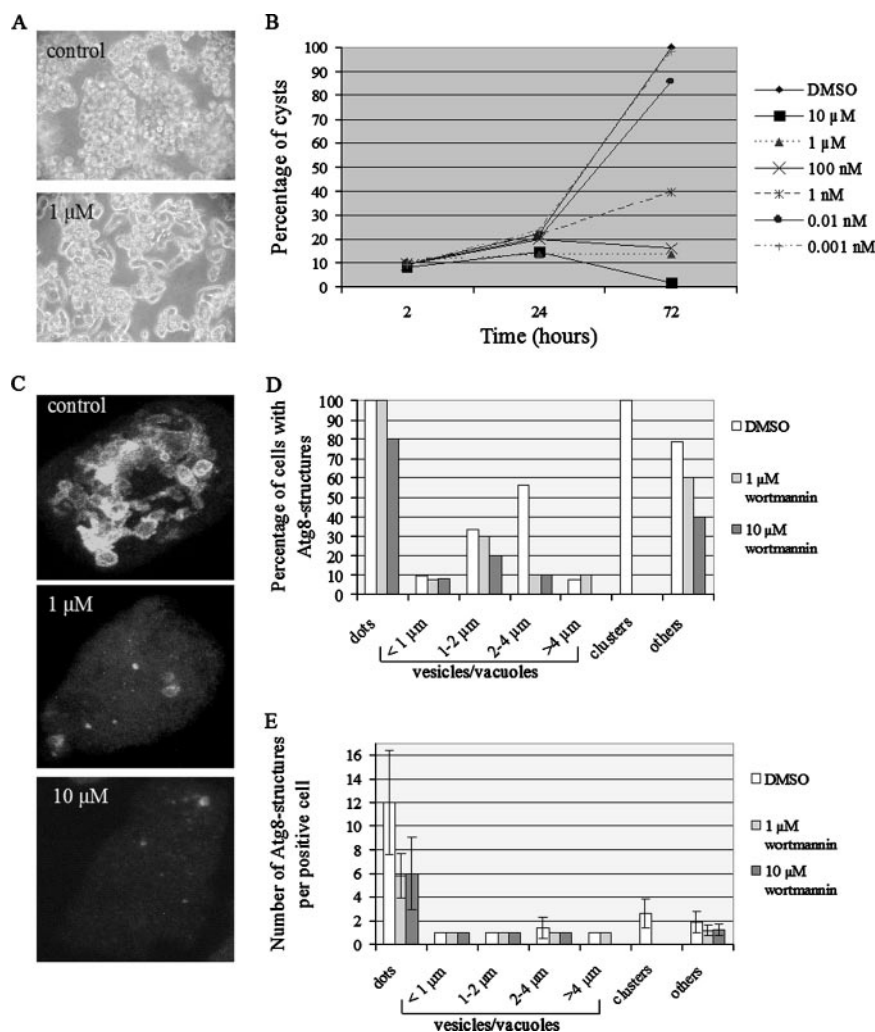 A
control
1 μM
B
Percentage of cysts
100
90
80
70
60
50
40
30
20
10
0
2
24
72
Time (hours)
DMSO
10 μM
1 μM
100 nM
1 nM
0.01 nM
0.001 nM
C
control
1 μM
10 μM
D
Percentage of cells with
Atg8-structures
100
90
80
70
60
50
40
30
20
10
0
dots
< 1 μm
1-2 μm
2-4 μm
>4 μm
clusters
others
vesicles/vacuoles
DMSO
1 μM
wortmannin
10 μM
wortmannin
E
Number of Atg8-structures
per positive cell
16
14
12
10
8
6
4
2
0
dots
< 1 μm
1-2 μm
2-4 μm
>4 μm
clusters
others
vesicles/vacuoles
DMSO
1 μM
wortmannin
10 μM
wortmannin